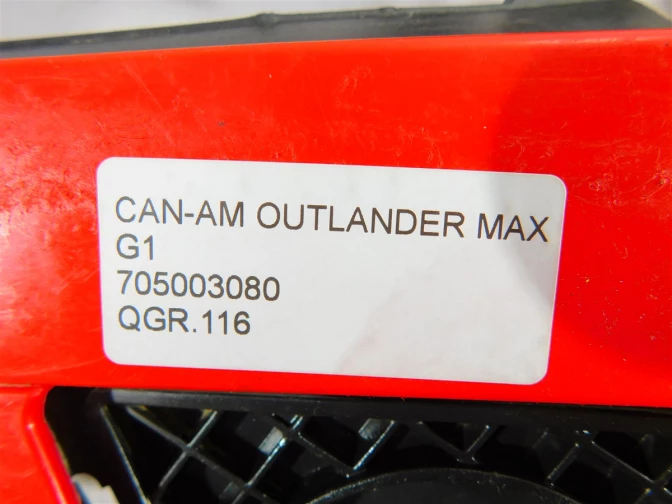 CAN-AM OUTLANDER MAX
G1
705003080
QGR.116